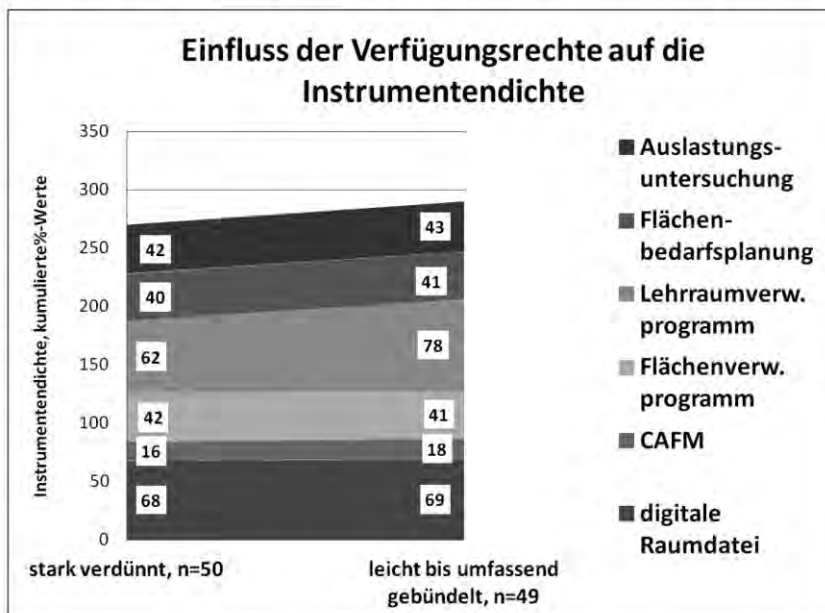 Einfluss der Verfügungsrechte auf die
Instrumentendichte
Instrumentendichte, kumulierte%-Werte
350
300
250
200
150
100
50
0
42
40
62
42
16
68
43
41
78
41
18
69
stark verdünnt, n=50
leicht bis umfassend
gebündelt, n=49
Auslastungs-
untersuchung
Flächen-
bedarfsplanung
Lehrraumverw.
programm
Flächenverw.
programm
CAFM
digitale
Raumdatei